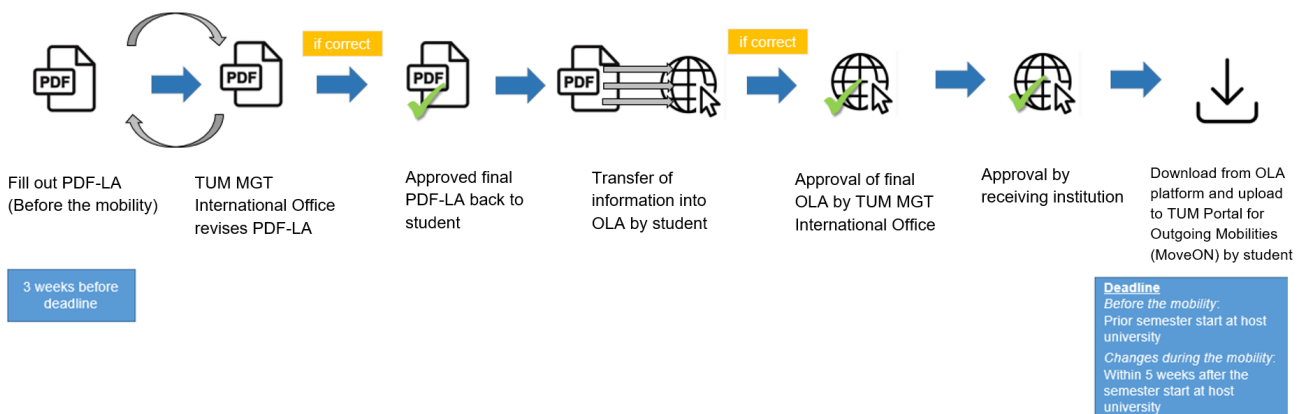 if correct
if correct
PDF
PDF
PDF
PDF
Fill out PDF-LA
(Before the mobility)
TUM MGT
International Office
revises PDF-LA
Approved final
PDF-LA back to
student
Transfer of
information into
OLA by student
Approval of final
OLA by TUM MGT
International Office
Approval by
receiving institution
Download from OLA
platform and upload
to TUM Portal for
Outgoing Mobilities
(MoveON) by student
3 weeks before
deadline
Deadline
Before the mobility:
Prior semester start at host
university
Changes during the mobility:
Within 5 weeks after the
semester start at host
university